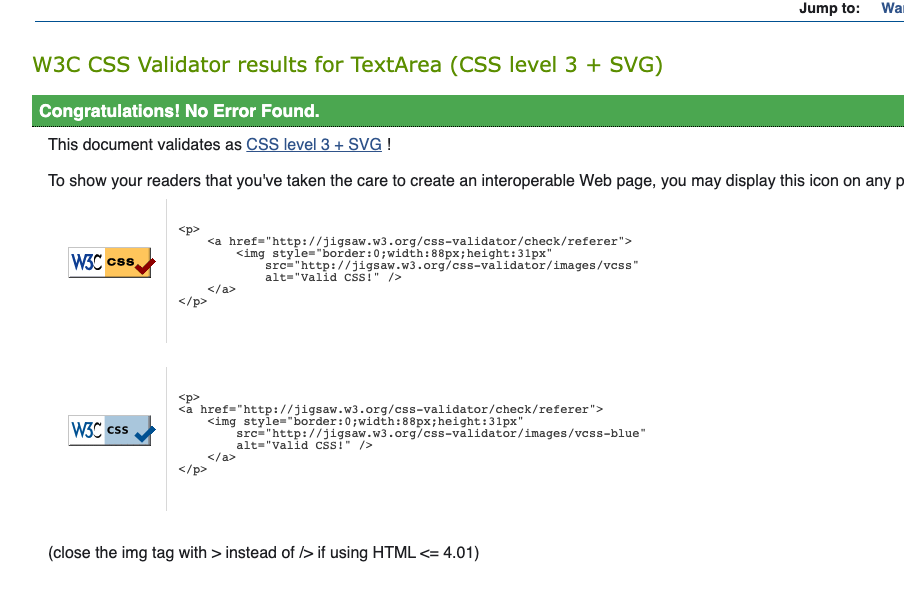 Jump to:
W3C CSS Validator results for TextArea (CSS level 3 + SVG)
Congratulations! No Error Found.
This document validates as CSS level 3 + SVG !
To show your readers that you've taken the care to create an interoperable Web page, you may display this icon on any
<p>
<a href="http://jigsaw.w3.org/css-validator/check/referer">
<img style="border:0;width:88px;height:31px"
src="http://jigsaw.w3.org/css-validator/images/vcss"
alt="Valid CSS!" />
</a>
</p>
W3C css
<p>
<a href="http://jigsaw.w3.org/css-validator/check/referer">
<img style="border:0;width:88px;height:31px"
src="http://jigsaw.w3.org/css-validator/images/vcss-blue"
alt="Valid CSS!" />
</a>
</p>
W3C css
(close the img tag with > instead of /> if using HTML <= 4.01)